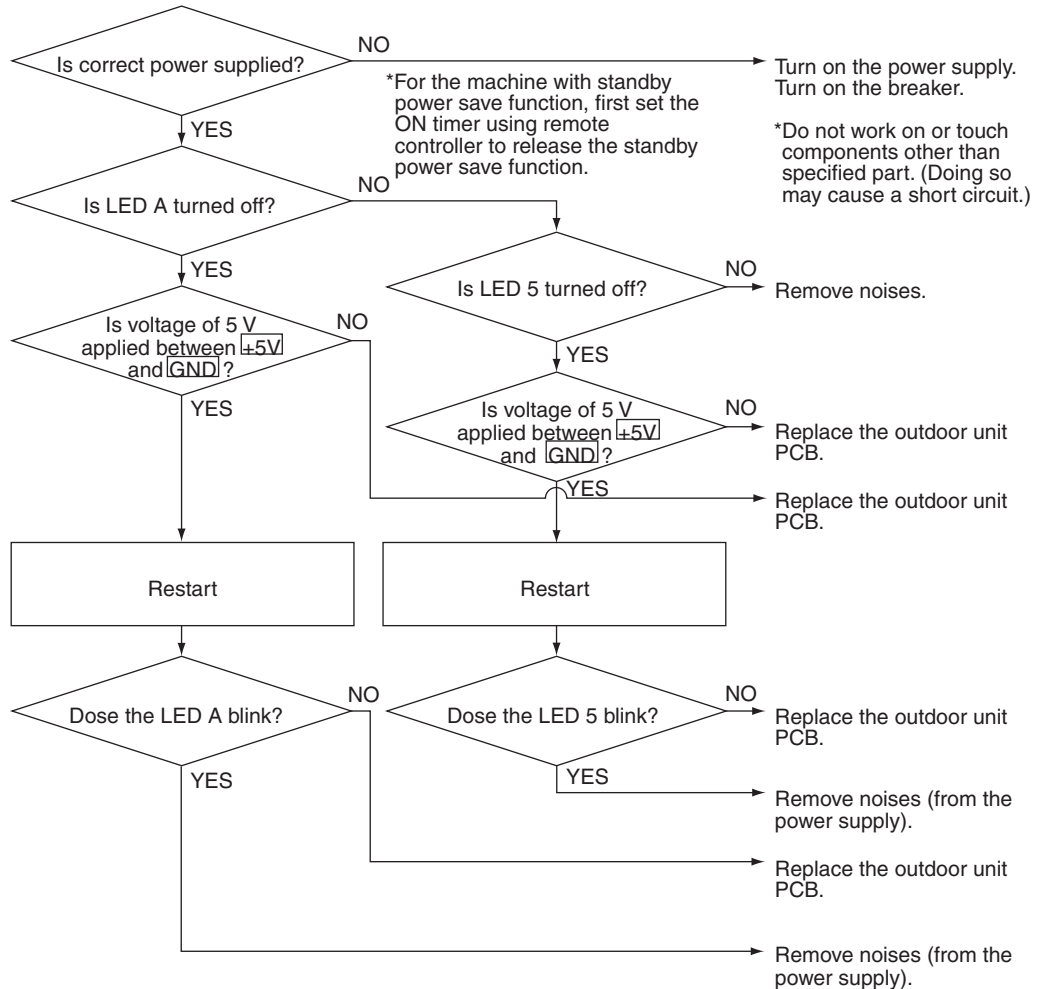 Is correct power supplied?
NO
Turn on the power supply.
Turn on the breaker.
*For the machine with standby
power save function, first set the
ON timer using remote
controller to release the standby
power save function.
*Do not work on or touch
components other than
specified part. (Doing so
may cause a short circuit.)
YES
Is LED A turned off?
NO
YES
Is LED 5 turned off?
NO
Remove noises.
Is voltage of 5 V
applied between +5V
and GND ?
NO
YES
YES
Is voltage of 5 V
applied between +5V
and GND ?
NO
Replace the outdoor unit
PCB.
YES
Replace the outdoor unit
PCB.
Restart
Restart
Dose the LED A blink?
NO
Dose the LED 5 blink?
NO
Replace the outdoor unit
PCB.
YES
YES
Remove noises (from the
power supply).
Replace the outdoor unit
PCB.
Remove noises (from the
power supply).